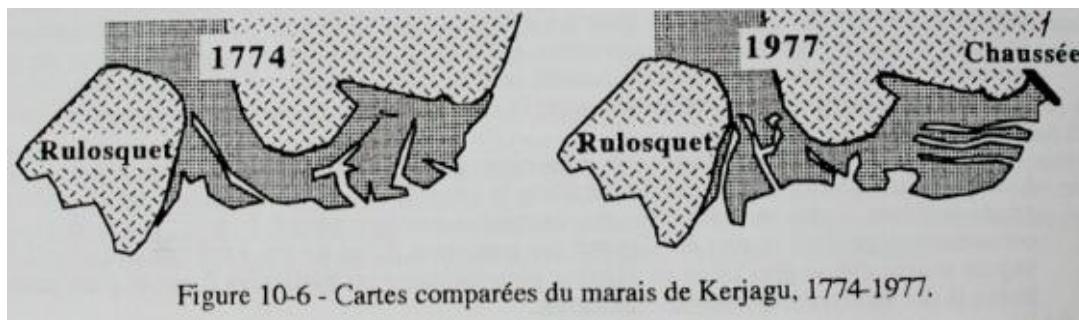 1774
Rulosquet
1977
Chaussée
Rulosquet
Figure 10-6 - Cartes comparées du marais de Kerjagu, 1774-1977.